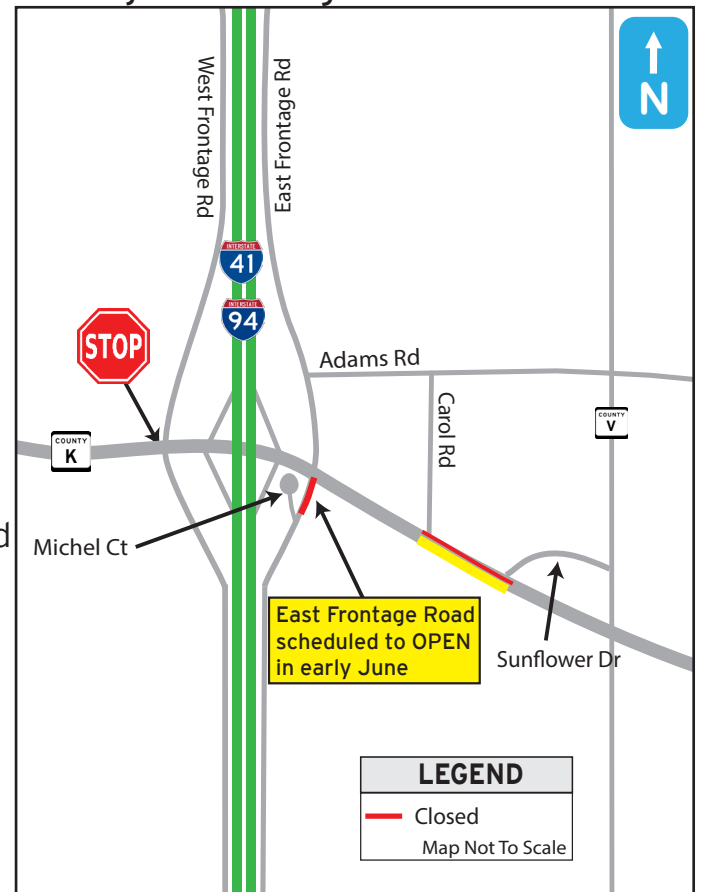 West Frontage Rd
East Frontage Rd
N
INTERSTATE
41
INTERSTATE
94
STOP
Adams Rd
Carol Rd
COUNTY
V
COUNTY
K
Michel Ct
East Frontage Road
scheduled to OPEN
in early June
Sunflower Dr
LEGEND
Closed
Map Not To Scale